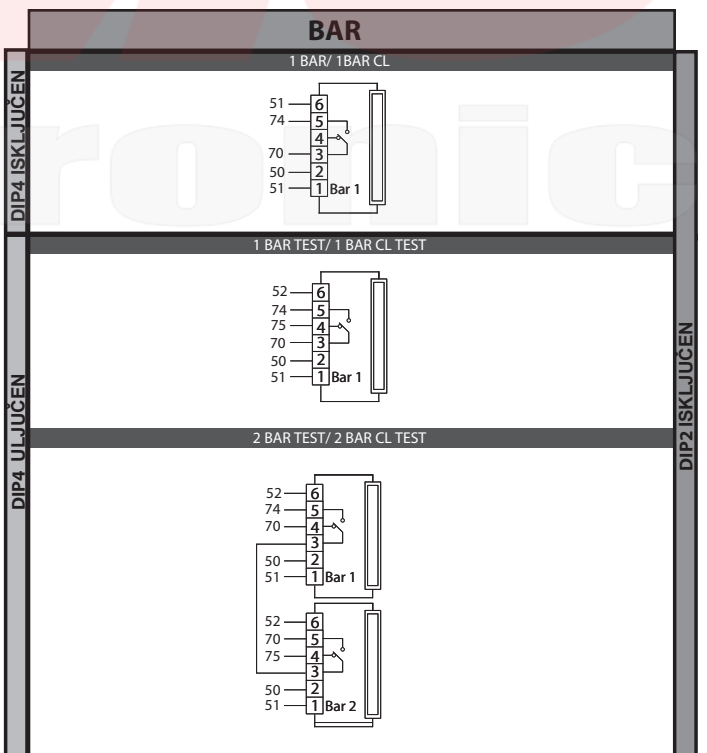 BAR
DIP4 ISKLJUČEN
1 BAR/ 1BAR CL
51 6
74 5
4
70 3
50 2
51 1 Bar 1
DIP4 ULJUČEN
1 BAR TEST/ 1 BAR CL TEST
52 6
74 5
75 4
70 3
50 2
51 1 Bar 1
2 BAR TEST/ 2 BAR CL TEST
52 6
74 5
70 4
3
50 2
51 1 Bar 1
52 6
70 5
75 4
3
50 2
51 1 Bar 2
DIP2 ISKLJUČEN
ronic